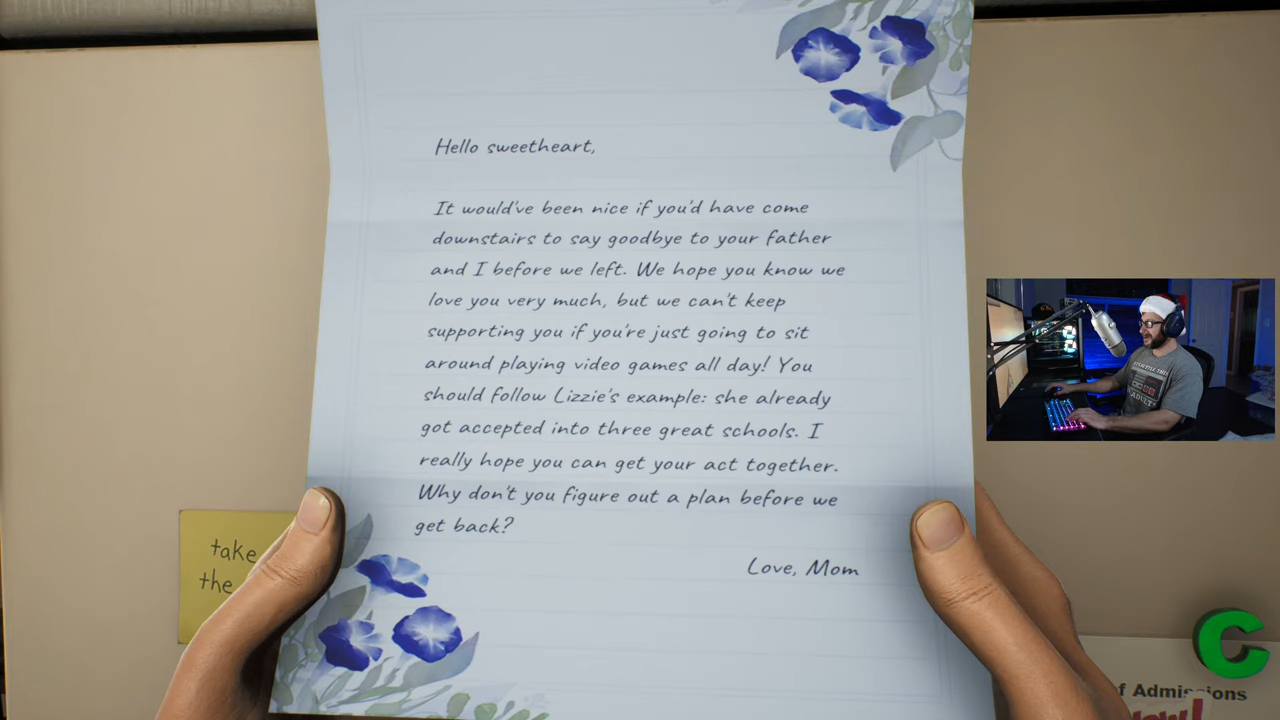 Hello sweetheart,
It would've been nice if you'd have come
downstairs to say goodbye to your father
and I before we left. We hope you know we
love you very much, but we can't keep
supporting you if you're just going to sit
around playing video games all day! You
should follow Lizzie's example: she already
got accepted into three great schools. I
really hope you can get your act together.
Why don't you figure out a plan before we
get back?
Love, Mom
take
the
C
f Admissions